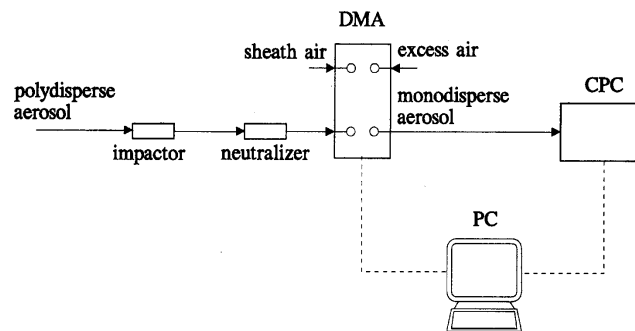 DMA
sheath air
excess air
polydisperse
aerosol
monodisperse
aerosol
CPC
impactor
neutralizer
PC